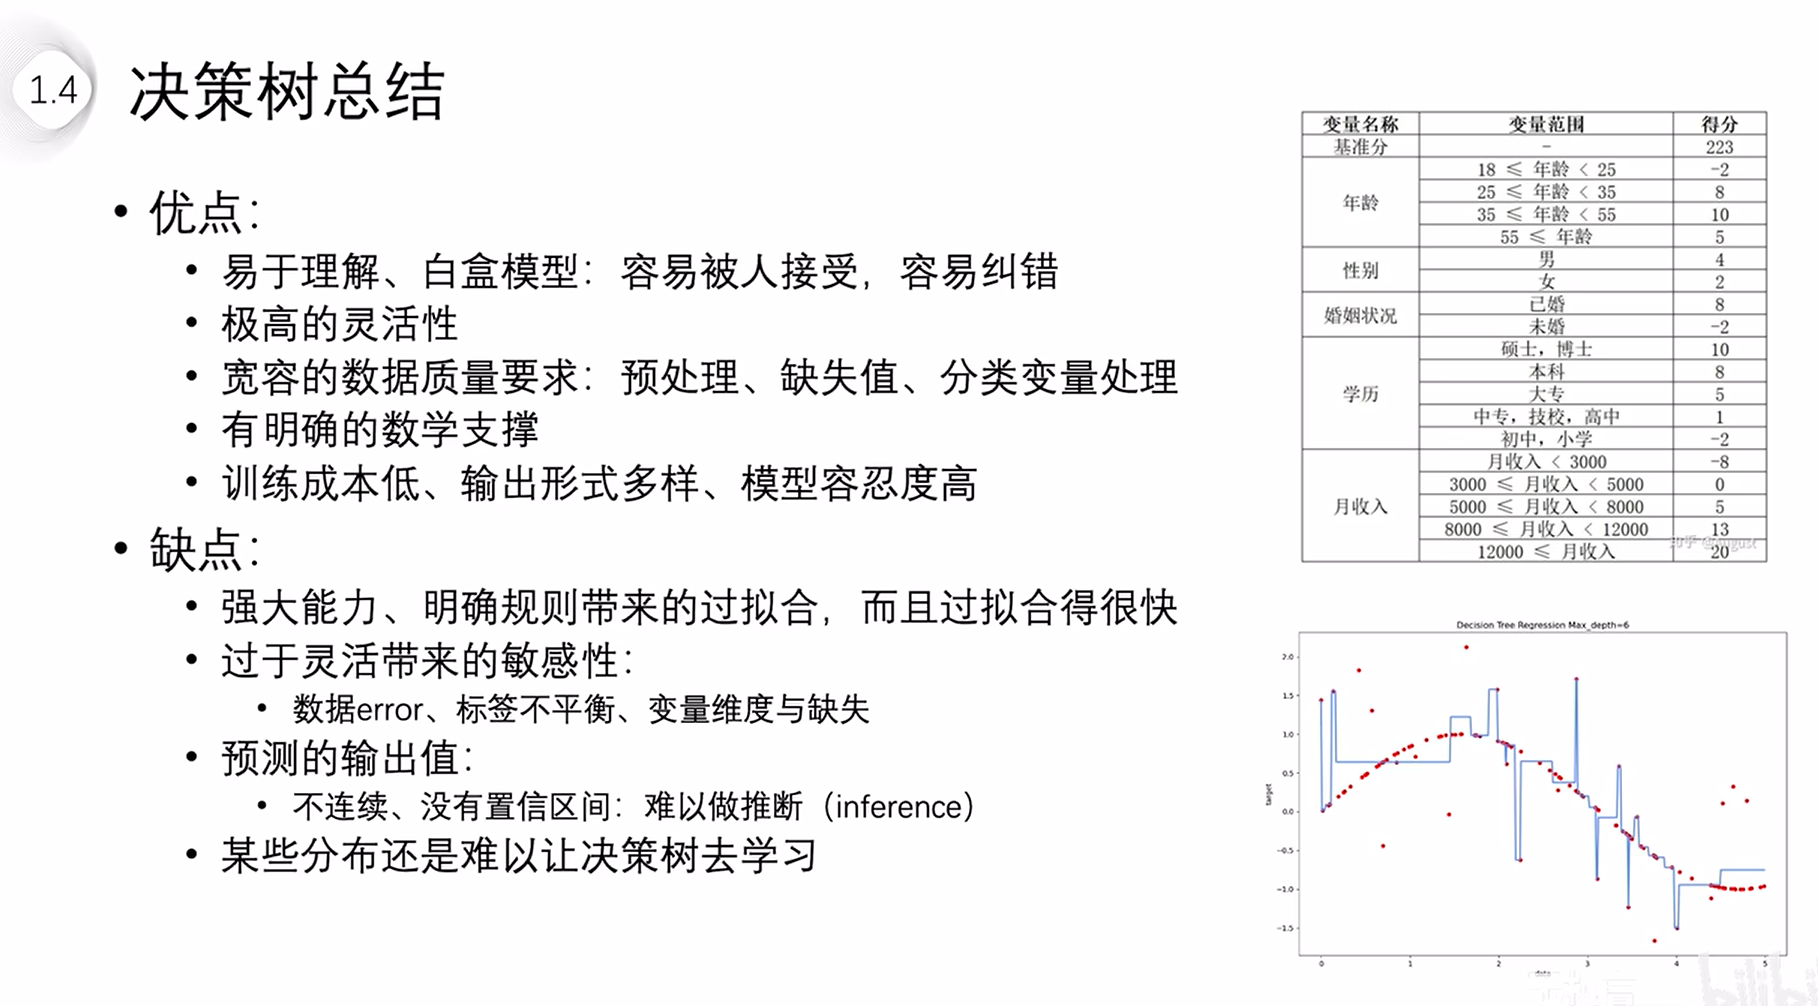 1.4
决策树总结
• 优点：
• 易于理解、白盒模型：容易被人接受，容易纠错
• 极高的灵活性
• 宽容的数据质量要求：预处理、缺失值、分类变量处理
• 有明确的数学支撑
• 训练成本低、输出形式多样、模型容忍度高
• 缺点：
• 强大能力、明确规则带来的过拟合，而且过拟合得很快
• 过于灵活带来的敏感性：
• 数据error、标签不平衡、变量维度与缺失
• 预测的输出值：
• 不连续、没有置信区间：难以做推断（inference）
• 某些分布还是难以让决策树去学习
变量名称 变量范围 得分
基准分 - 223
年龄
18 ≤ 年龄 < 25 -2
25 ≤ 年龄 < 35 8
35 ≤ 年龄 < 55 10
55 ≤ 年龄 5
性别
男 4
女 2
婚姻状况
已婚 8
未婚 -2
学历
硕士，博士 10
本科 8
大专 5
中专，技校，高中 1
初中，小学 -2
月收入
月收入 < 3000 -8
3000 ≤ 月收入 < 5000 0
5000 ≤ 月收入 < 8000 5
8000 ≤ 月收入 < 12000 13
12000 ≤ 月收入 20
知乎 @August
Decision Tree Regression Max_depth=6
target
2.0
1.5
1.0
0.5
0.0
-0.5
-1.0
-1.5
0 1 2 3 4 5
data